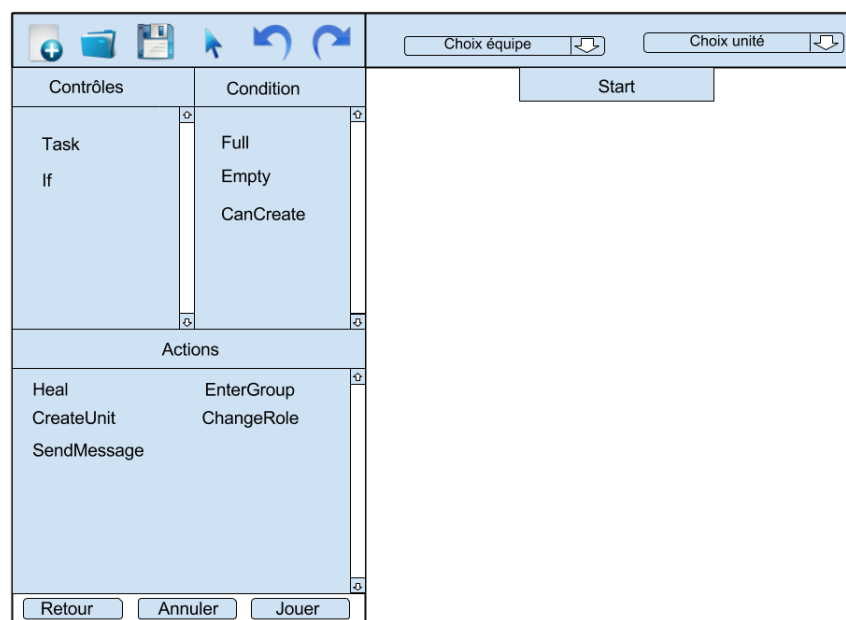 Choix équipe
Choix unité
Contrôles
Condition
Start
Task
If
Full
Empty
CanCreate
Actions
Heal
EnterGroup
CreateUnit
ChangeRole
SendMessage
Retour
Annuler
Jouer